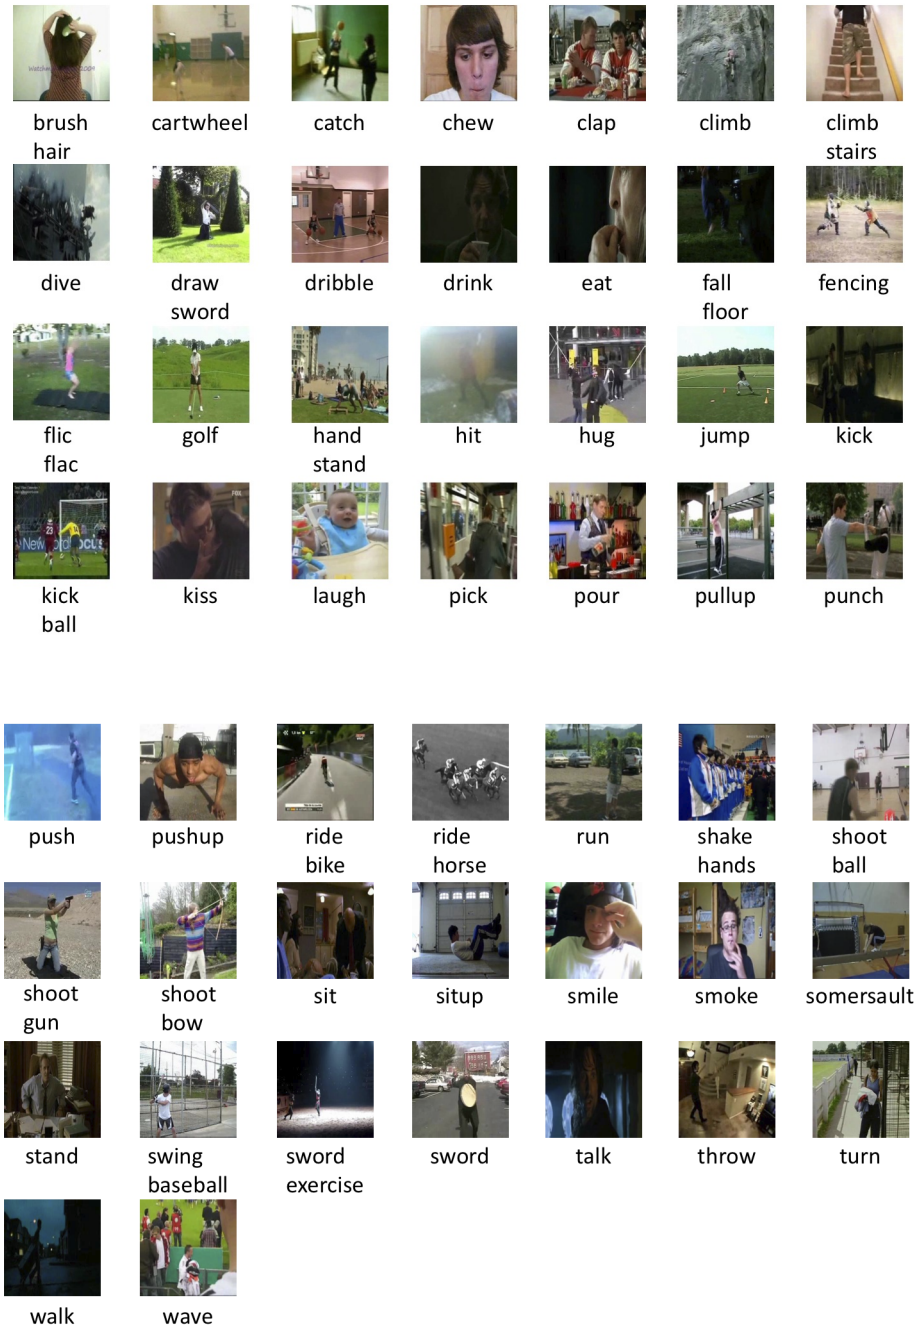 brush
hair
cartwheel
catch
chew
clap
climb
climb
stairs
dive
draw
sword
dribble
drink
eat
fall
floor
fencing
flic
flac
golf
hand
stand
hit
hug
jump
kick
kick
ball
kiss
laugh
pick
pour
pullup
punch
push
pushup
ride
bike
ride
horse
run
shake
hands
shoot
ball
shoot
gun
shoot
bow
sit
situp
smile
smoke
somersault
stand
swing
baseball
sword
exercise
sword
talk
throw
turn
walk
wave